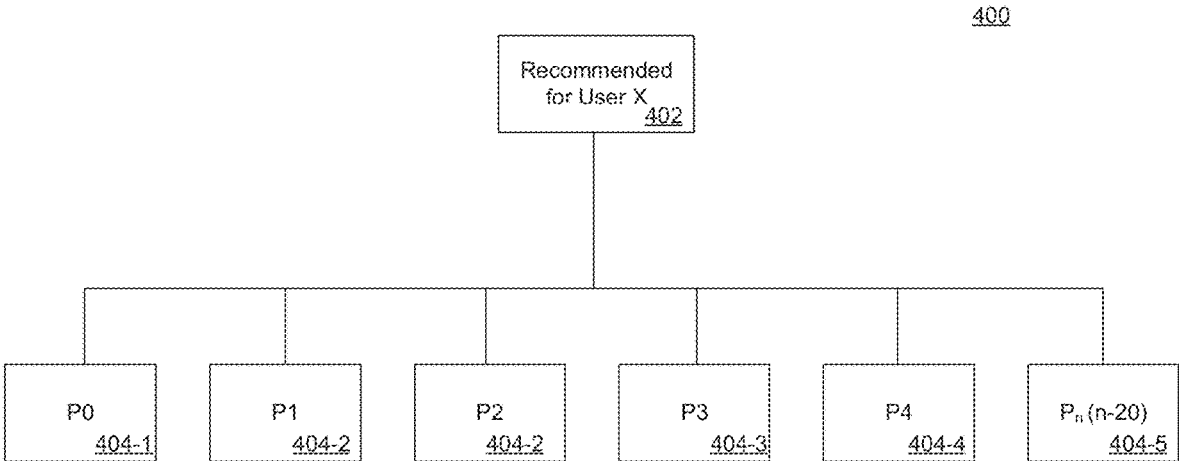 400
Recommended
for User X
402
P0
404-1
P1
404-2
P2
404-2
P3
404-3
P4
404-4
Pₙ (n-20)
404-5